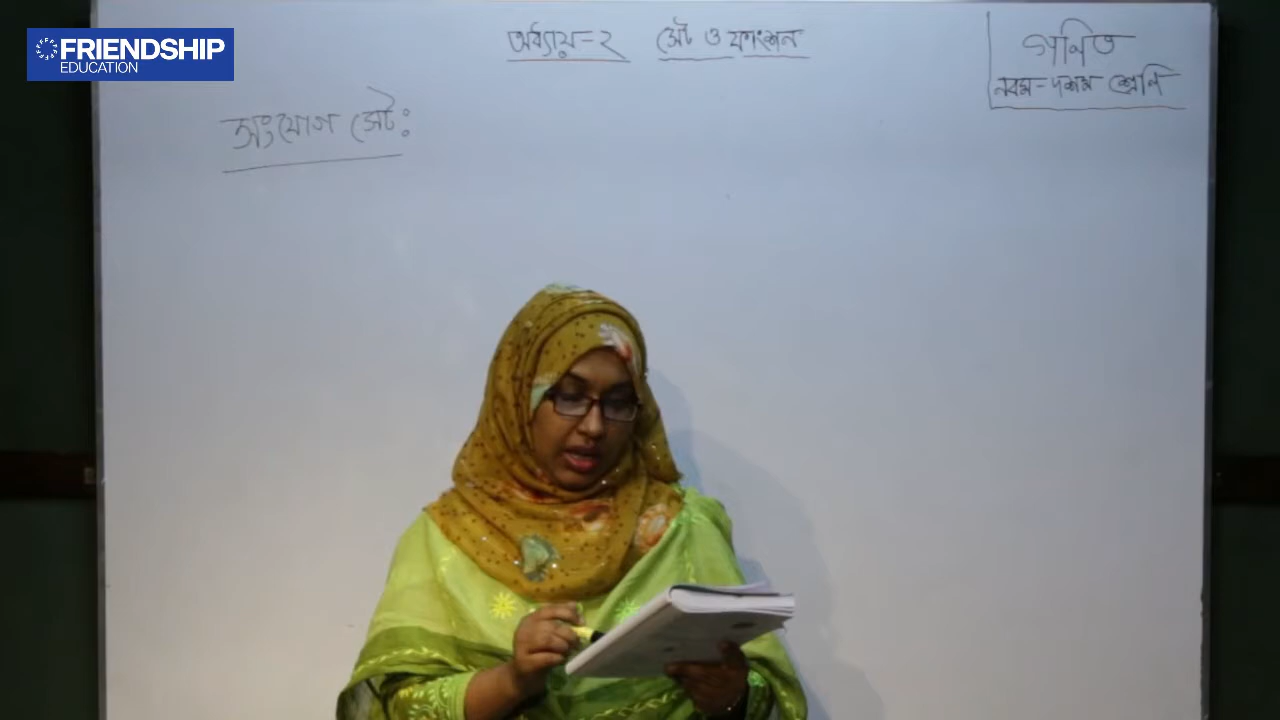 FRIENDSHIP
EDUCATION
অধ্যায়-২ সেট ও ফাংশন
গণিত
নবম-দশম শ্রেণি
সংযোগ সেট: